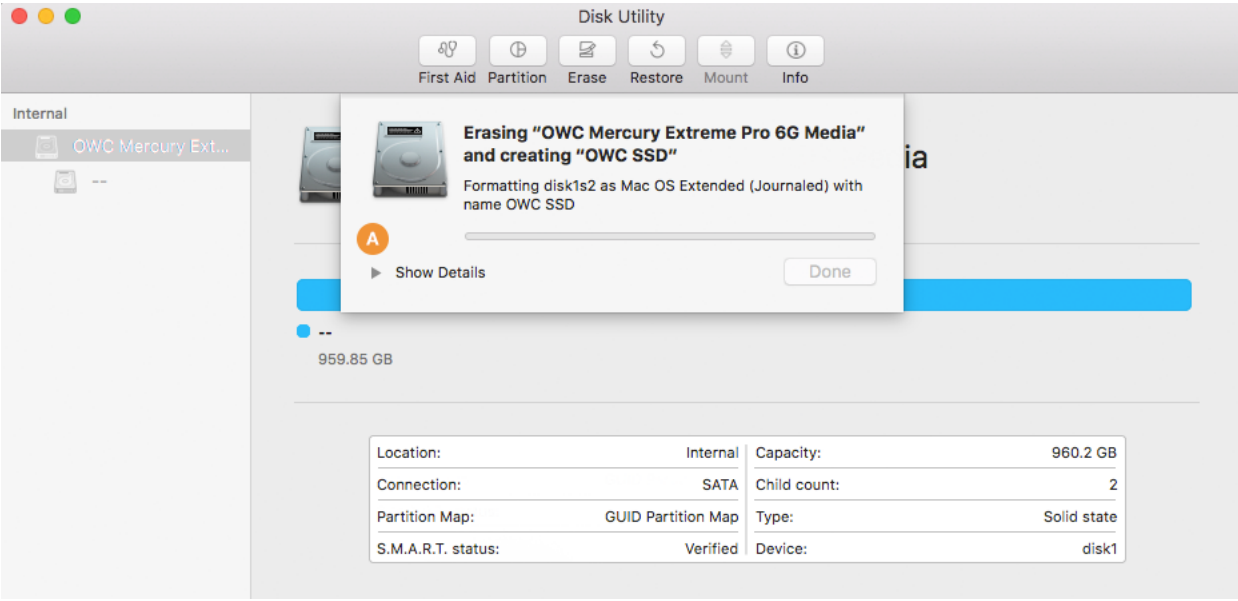 Disk Utility
First Aid
Partition
Erase
Restore
Mount
Info
Internal
OWC Mercury Ext...
--
Erasing “OWC Mercury Extreme Pro 6G Media”
and creating “OWC SSD”
Formatting disk1s2 as Mac OS Extended (Journaled) with
name OWC SSD
A
Show Details
Done
ia
--
959.85 GB
Location: Internal
Capacity: 960.2 GB
Connection: SATA
Child count: 2
Partition Map: GUID Partition Map
Type: Solid state
S.M.A.R.T. status: Verified
Device: disk1